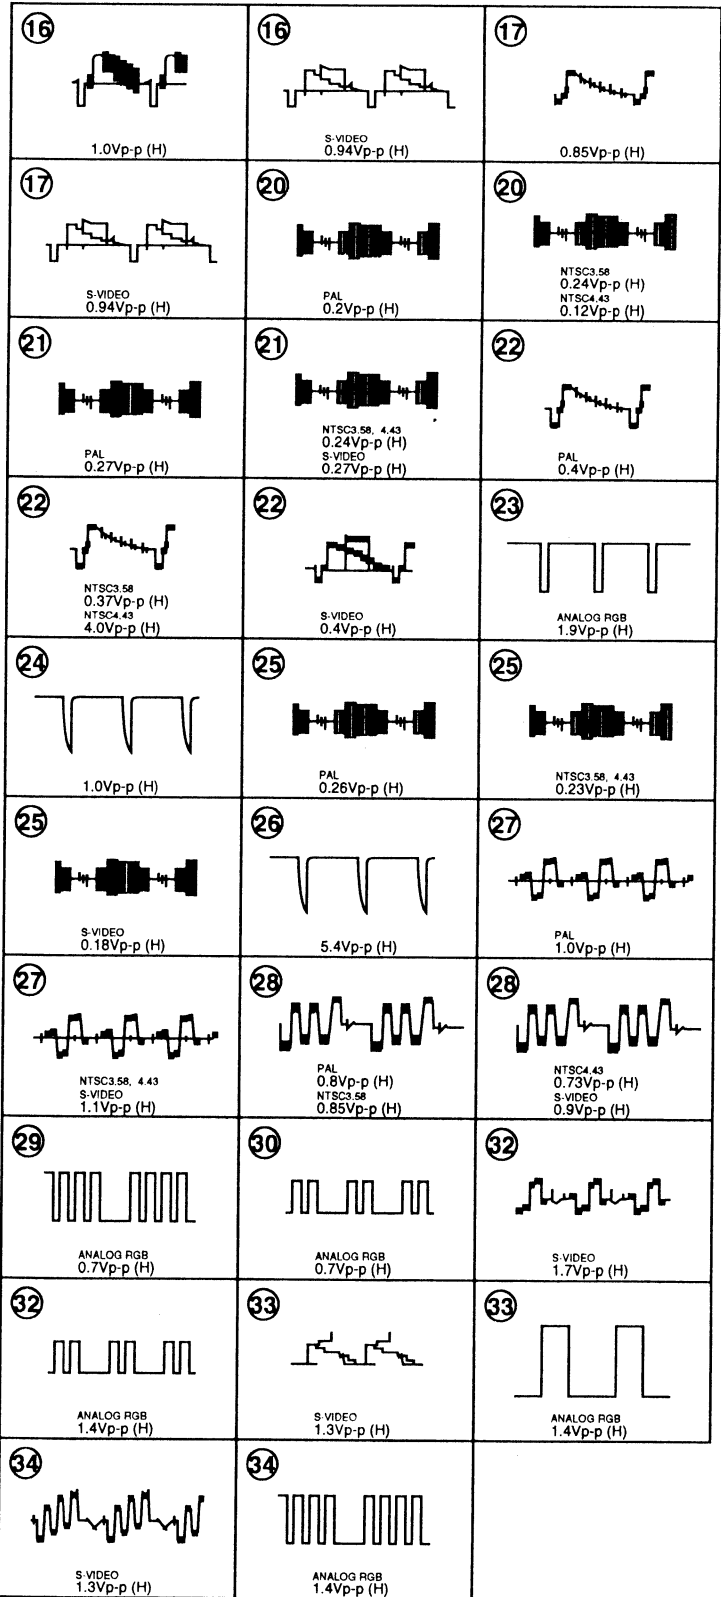 16
1.0Vp-p (H)
16
S-VIDEO
0.94Vp-p (H)
17
0.85Vp-p (H)
17
S-VIDEO
0.94Vp-p (H)
20
PAL
0.2Vp-p (H)
20
NTSC3.58
0.24Vp-p (H)
NTSC4.43
0.12Vp-p (H)
21
PAL
0.27Vp-p (H)
21
NTSC3.58, 4.43
0.24Vp-p (H)
S-VIDEO
0.27Vp-p (H)
22
PAL
0.4Vp-p (H)
22
NTSC3.58
0.37Vp-p (H)
NTSC4.43
4.0Vp-p (H)
22
S-VIDEO
0.4Vp-p (H)
23
ANALOG RGB
1.9Vp-p (H)
24
1.0Vp-p (H)
25
PAL
0.26Vp-p (H)
25
NTSC3.58, 4.43
0.23Vp-p (H)
25
S-VIDEO
0.18Vp-p (H)
26
5.4Vp-p (H)
27
PAL
1.0Vp-p (H)
27
NTSC3.58, 4.43
S-VIDEO
1.1Vp-p (H)
28
PAL
0.8Vp-p (H)
NTSC3.58
0.85Vp-p (H)
28
NTSC4.43
0.73Vp-p (H)
S-VIDEO
0.9Vp-p (H)
29
ANALOG RGB
0.7Vp-p (H)
30
ANALOG RGB
0.7Vp-p (H)
32
S-VIDEO
1.7Vp-p (H)
32
ANALOG RGB
1.4Vp-p (H)
33
S-VIDEO
1.3Vp-p (H)
33
ANALOG RGB
1.4Vp-p (H)
34
S-VIDEO
1.3Vp-p (H)
34
ANALOG RGB
1.4Vp-p (H)